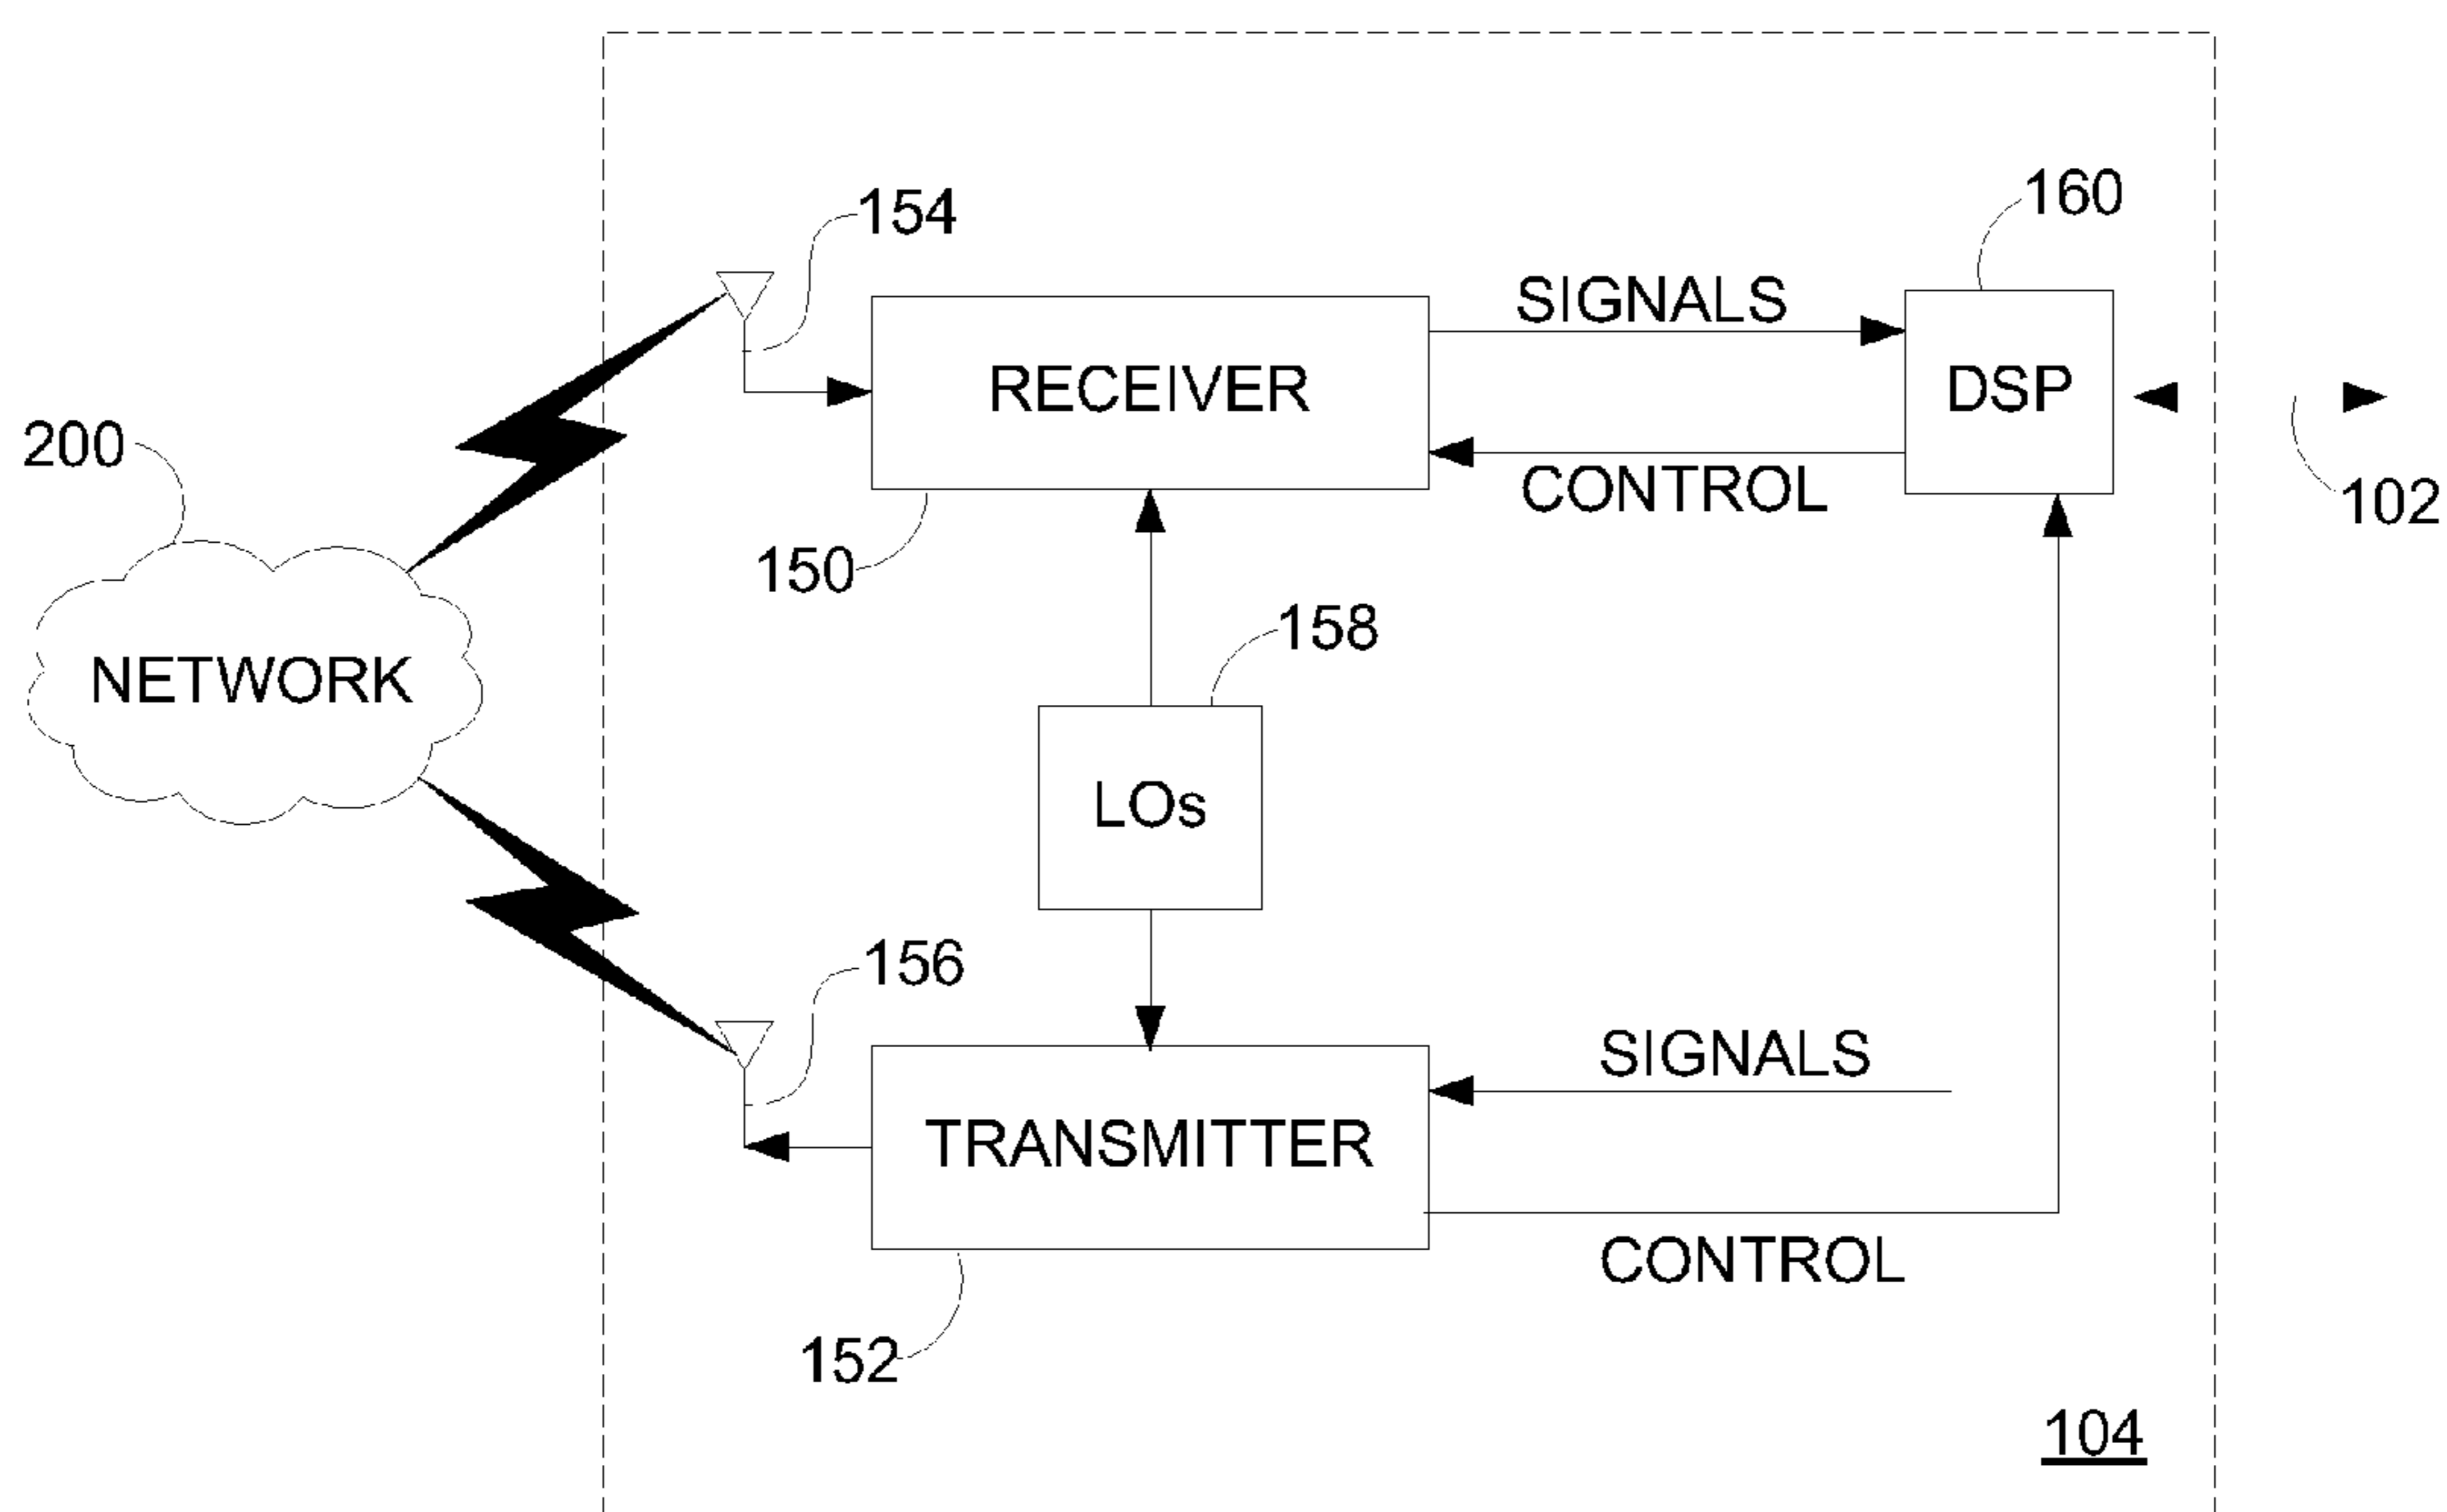 160
154
SIGNALS
RECEIVER
DSP
200
CONTROL
102
150
158
NETWORK
LOs
156
SIGNALS
TRANSMITTER
CONTROL
152
104